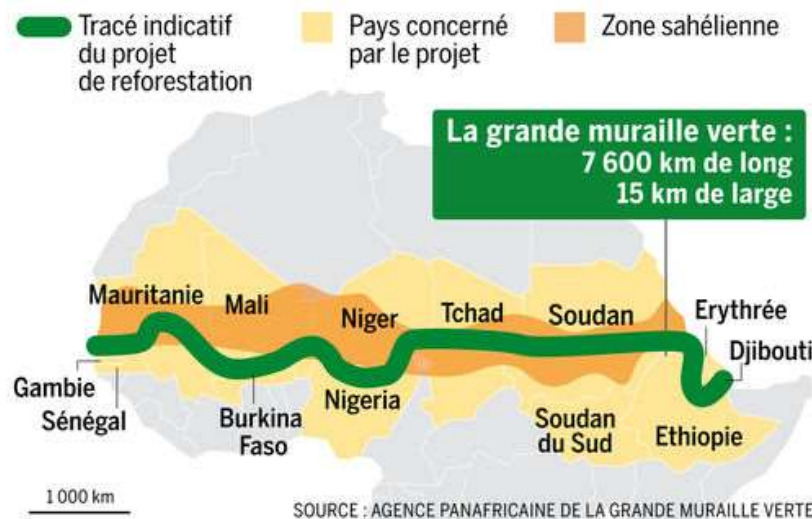 Tracé indicatif
du projet
de reforestation
Pays concerné
par le projet
Zone sahélienne
La grande muraille verte :
7 600 km de long
15 km de large
Mauritanie
Mali
Niger
Tchad
Soudan
Erythrée
Djibouti
Gambie
Sénégal
Burkina
Faso
Nigeria
Soudan
du Sud
Ethiopie
1 000 km
SOURCE : AGENCE PANAFRICAINE DE LA GRANDE MURAILLE VERTE